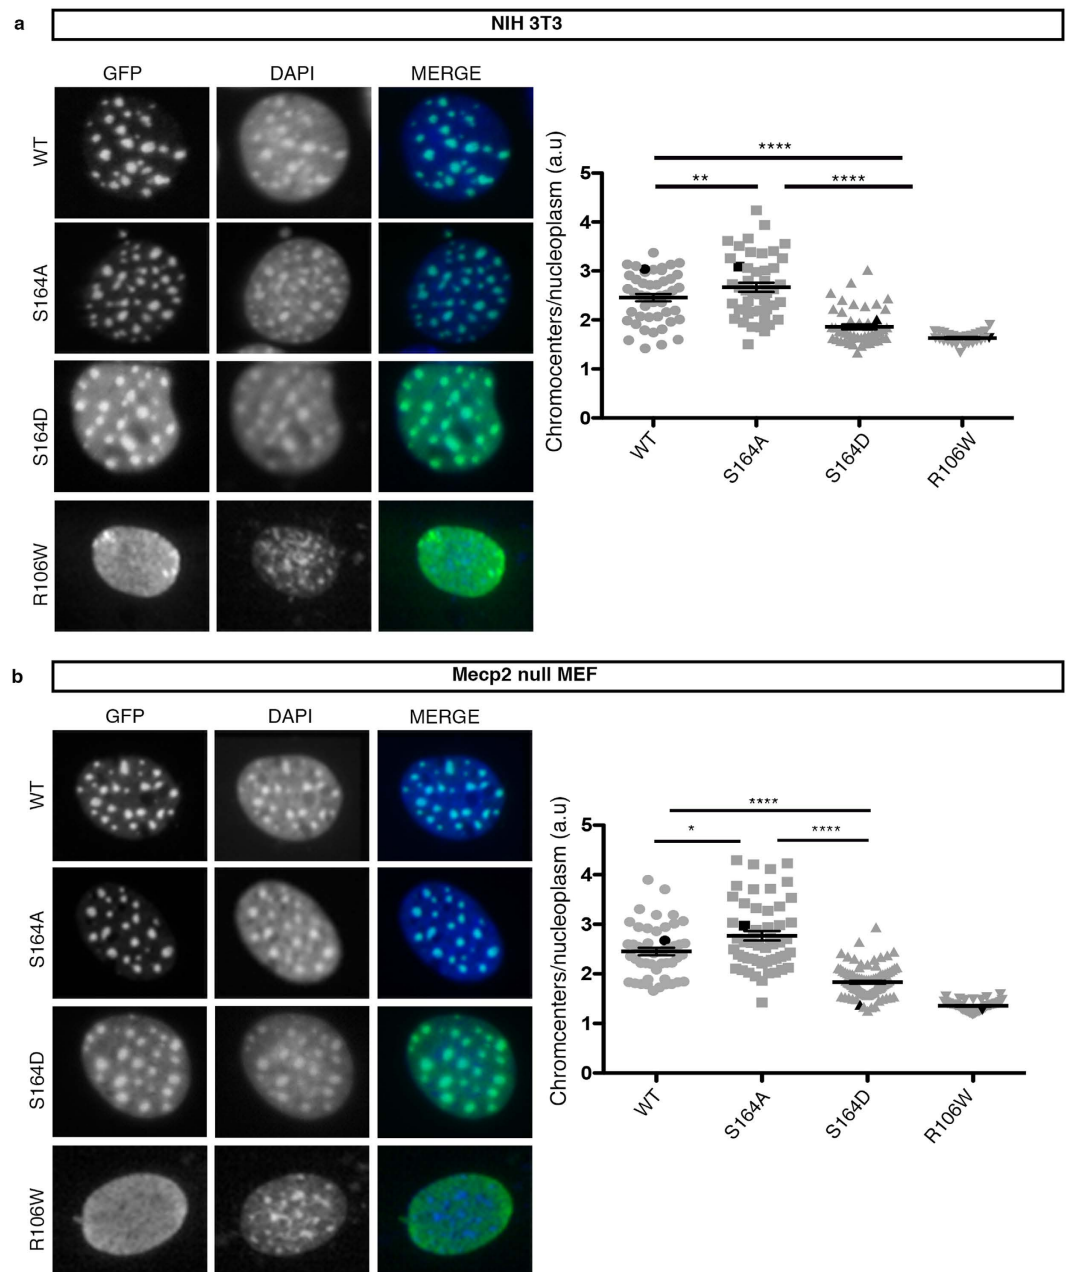 a
NIH 3T3
GFP DAPI MERGE
WT
S164A
S164D
R106W
Chromocenters/nucleoplasm (a.u)
****
** ****
5
4
3
2
1
0
WT S164A S164D R106W
b
Mecp2 null MEF
GFP DAPI MERGE
WT
S164A
S164D
R106W
Chromcenters/nucleoplasm (a.u)
****
* ****
5
4
3
2
1
0
WT S164A S164D R106W